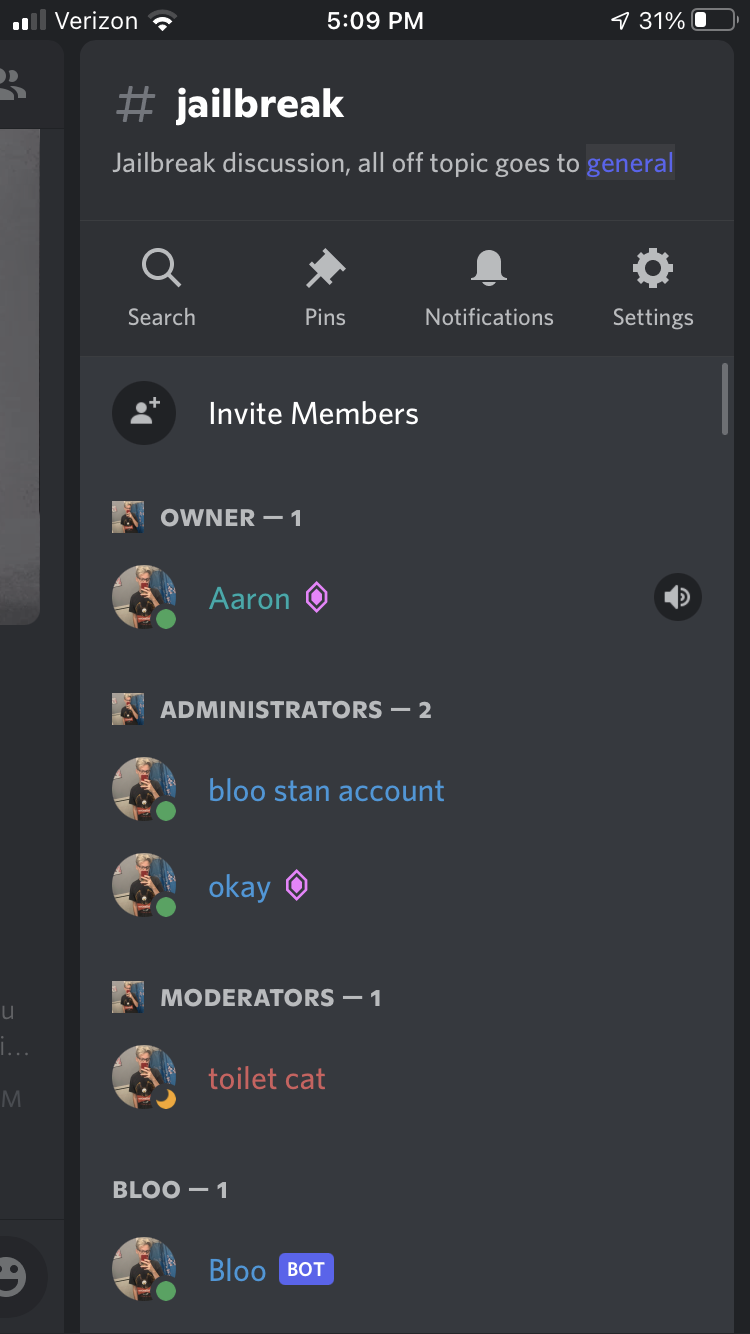 Verizon 5:09 PM 31%
# jailbreak
Jailbreak discussion, all off topic goes to general
Search Pins Notifications Settings
Invite Members
OWNER — 1
Aaron
ADMINISTRATORS — 2
bloo stan account
okay
MODERATORS — 1
u
i...
M
toilet cat
BLOO — 1
Bloo BOT